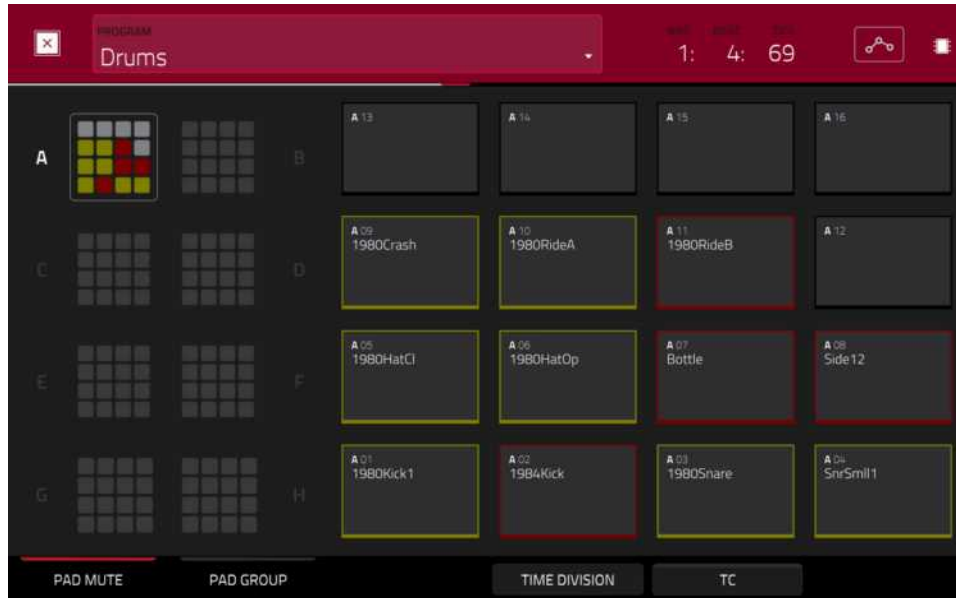 PROGRAM
Drums
1: 4: 69
A
B
C
D
E
F
G
H
A 13
A 14
A 15
A 16
A 09
1980Crash
A 10
1980RideA
A 11
1980RideB
A 12
A 05
1980HatCl
A 06
1980HatOp
A 07
Bottle
A 08
Side12
A 01
1980Kick1
A 02
1984Kick
A 03
1980Snare
A 04
SnrSmll1
PAD MUTE
PAD GROUP
TIME DIVISION
TC